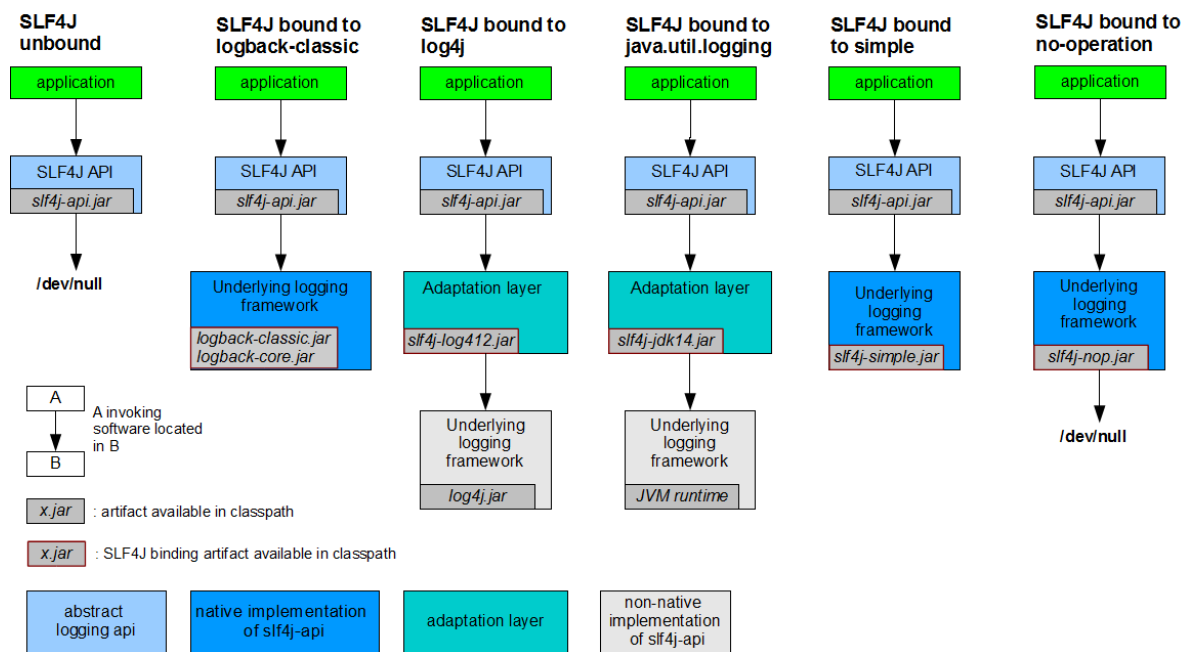 SLF4J
unbound
SLF4J bound to
logback-classic
SLF4J bound to
log4j
SLF4J bound to
java.util.logging
SLF4J bound
to simple
SLF4J bound to
no-operation
application
application
application
application
application
application
SLF4J API
slf4j-api.jar
SLF4J API
slf4j-api.jar
SLF4J API
slf4j-api.jar
SLF4J API
slf4j-api.jar
SLF4J API
slf4j-api.jar
SLF4J API
slf4j-api.jar
/dev/null
Underlying logging
framework
logback-classic.jar
logback-core.jar
Adaptation layer
slf4j-log412.jar
Adaptation layer
slf4j-jdk14.jar
Underlying
logging
framework
slf4j-simple.jar
Underlying
logging
framework
slf4j-nop.jar
Underlying
logging
framework
log4j.jar
Underlying
logging
framework
JVM runtime
/dev/null
A
A invoking
software located
in B
B
x.jar : artifact available in classpath
x.jar : SLF4J binding artifact available in classpath
abstract
logging api
native implementation
of slf4j-api
adaptation layer
non-native
implementation
of slf4j-api